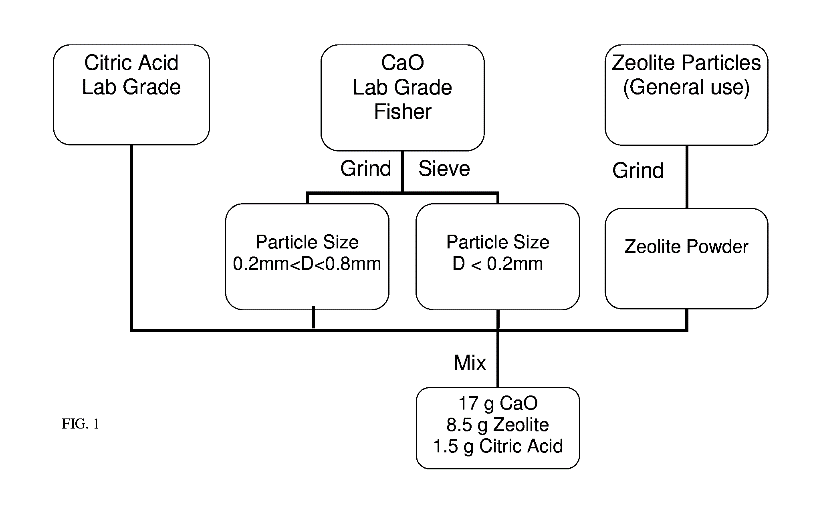 Citric Acid
Lab Grade
CaO
Lab Grade
Fisher
Zeolite Particles
(General use)
Grind
Sieve
Grind
Particle Size
0.2mm<D<0.8mm
Particle Size
D < 0.2mm
Zeolite Powder
Mix
17 g CaO
8.5 g Zeolite
1.5 g Citric Acid
FIG. 1